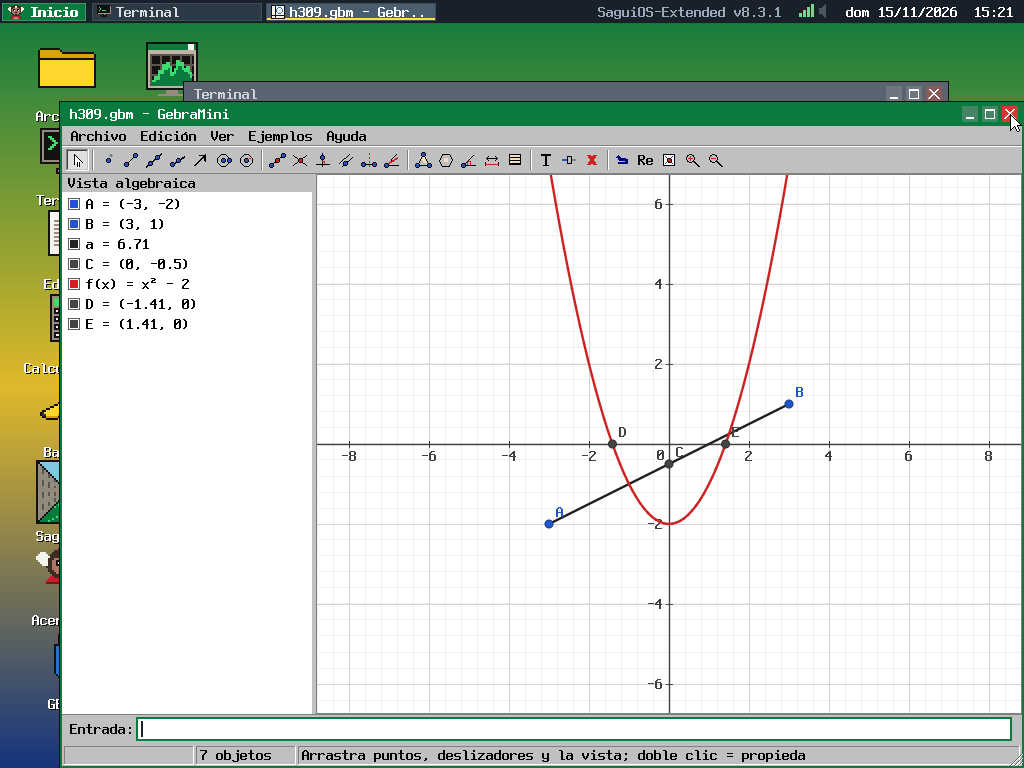 Inicio
Terminal
h309.gbm - Gebr..
SaguiOS-Extended v8.3.1
dom 15/11/2026
15:21
Terminal
h309.gbm - GebraMini
Archivo Edición Ver Ejemplos Ayuda
T
Re
Vista algebraica
A = (-3, -2)
B = (3, 1)
a = 6.71
C = (0, -0.5)
f(x) = x² - 2
D = (-1.41, 0)
E = (1.41, 0)
6
4
2
B
D
E
-8 -6 -4 -2 0 C 2 4 6 8
A
-2
-4
-6
Entrada:
7 objetos
Arrastra puntos, deslizadores y la vista; doble clic = propieda